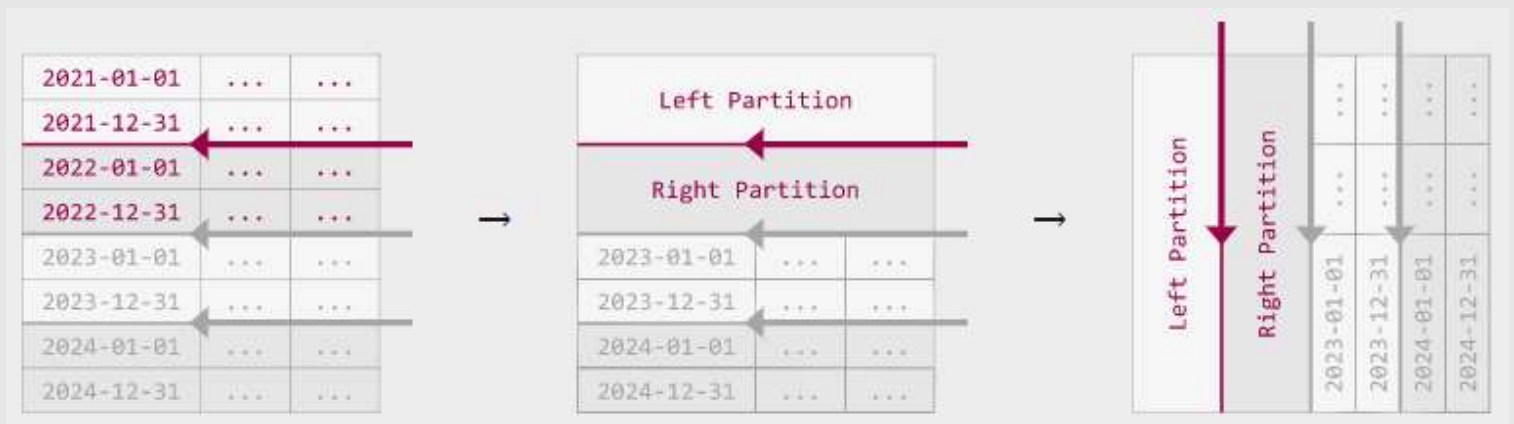 2021-01-01 ... ...
2021-12-31 ... ...
2022-01-01 ... ...
2022-12-31 ... ...
2023-01-01 ... ...
2023-12-31 ... ...
2024-01-01 ... ...
2024-12-31 ... ...
→
Left Partition
Right Partition
2023-01-01 ... ...
2023-12-31 ... ...
2024-01-01 ... ...
2024-12-31 ... ...
→
Left Partition
Right Partition
2023-01-01 ... ...
2023-12-31 ... ...
2024-01-01 ... ...
2024-12-31 ... ...